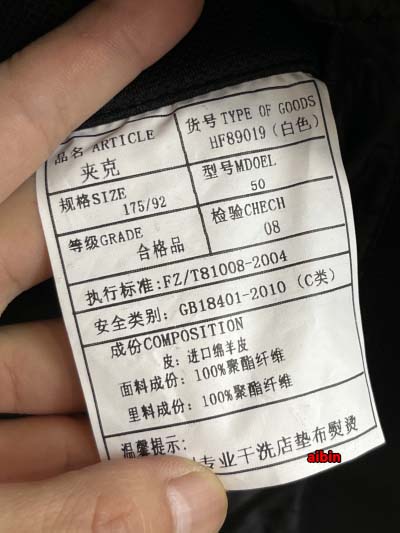 品名 ARTICLE
夹克
货号TYPE OF GOODS
HF89019（白色）
规格SIZE
175/92
型号MDOEL
50
等级GRADE
合格品
检验CHECH
08
执行标准:FZ/T81008-2004
安全类别: GB18401-2010（C类）
成份COMPOSITION
皮: 进口绵羊皮
面料成份: 100%聚酯纤维
里料成份: 100%聚酯纤维
温馨提示:
专业干洗店垫布熨烫
aibin